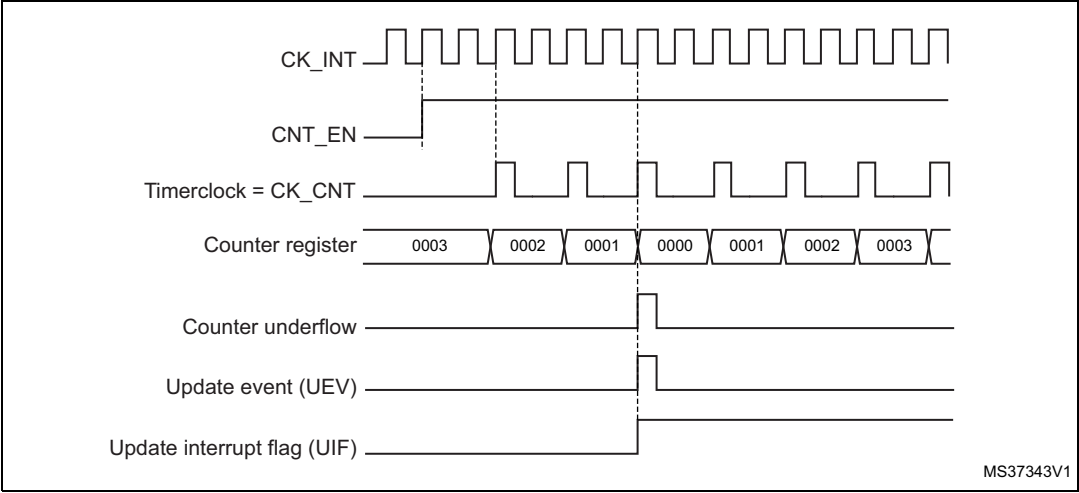 CK_INT
CNT_EN
Timerclock = CK_CNT
Counter register 0003 0002 0001 0000 0001 0002 0003
Counter underflow
Update event (UEV)
Update interrupt flag (UIF)
MS37343V1